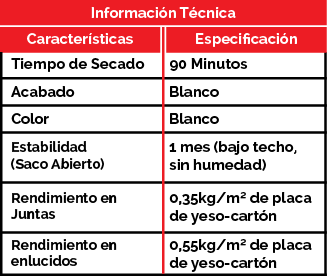 Información Técnica
Características Especificación
Tiempo de Secado 90 Minutos
Acabado Blanco
Color Blanco
Estabilidad 1 mes (bajo techo,
(Saco Abierto) sin humedad)
Rendimiento en 0,35kg/m² de placa
Juntas de yeso-cartón
Rendimiento en 0,55kg/m² de placa
enlucidos de yeso-cartón